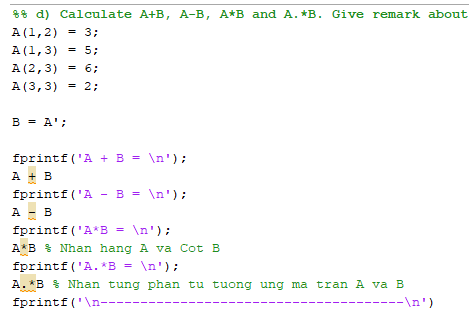 %% d) Calculate A+B, A-B, A*B and A.*B. Give remark about
A(1,2) = 3;
A(1,3) = 5;
A(2,3) = 6;
A(3,3) = 2;
B = A';
fprintf('A + B = \n');
A + B
fprintf('A - B = \n');
A - B
fprintf('A*B = \n');
A*B % Nhan hang A va Cot B
fprintf('A.*B = \n');
A.*B % Nhan tung phan tu tuong ung ma tran A va B
fprintf('\n--------------------------------------\n')